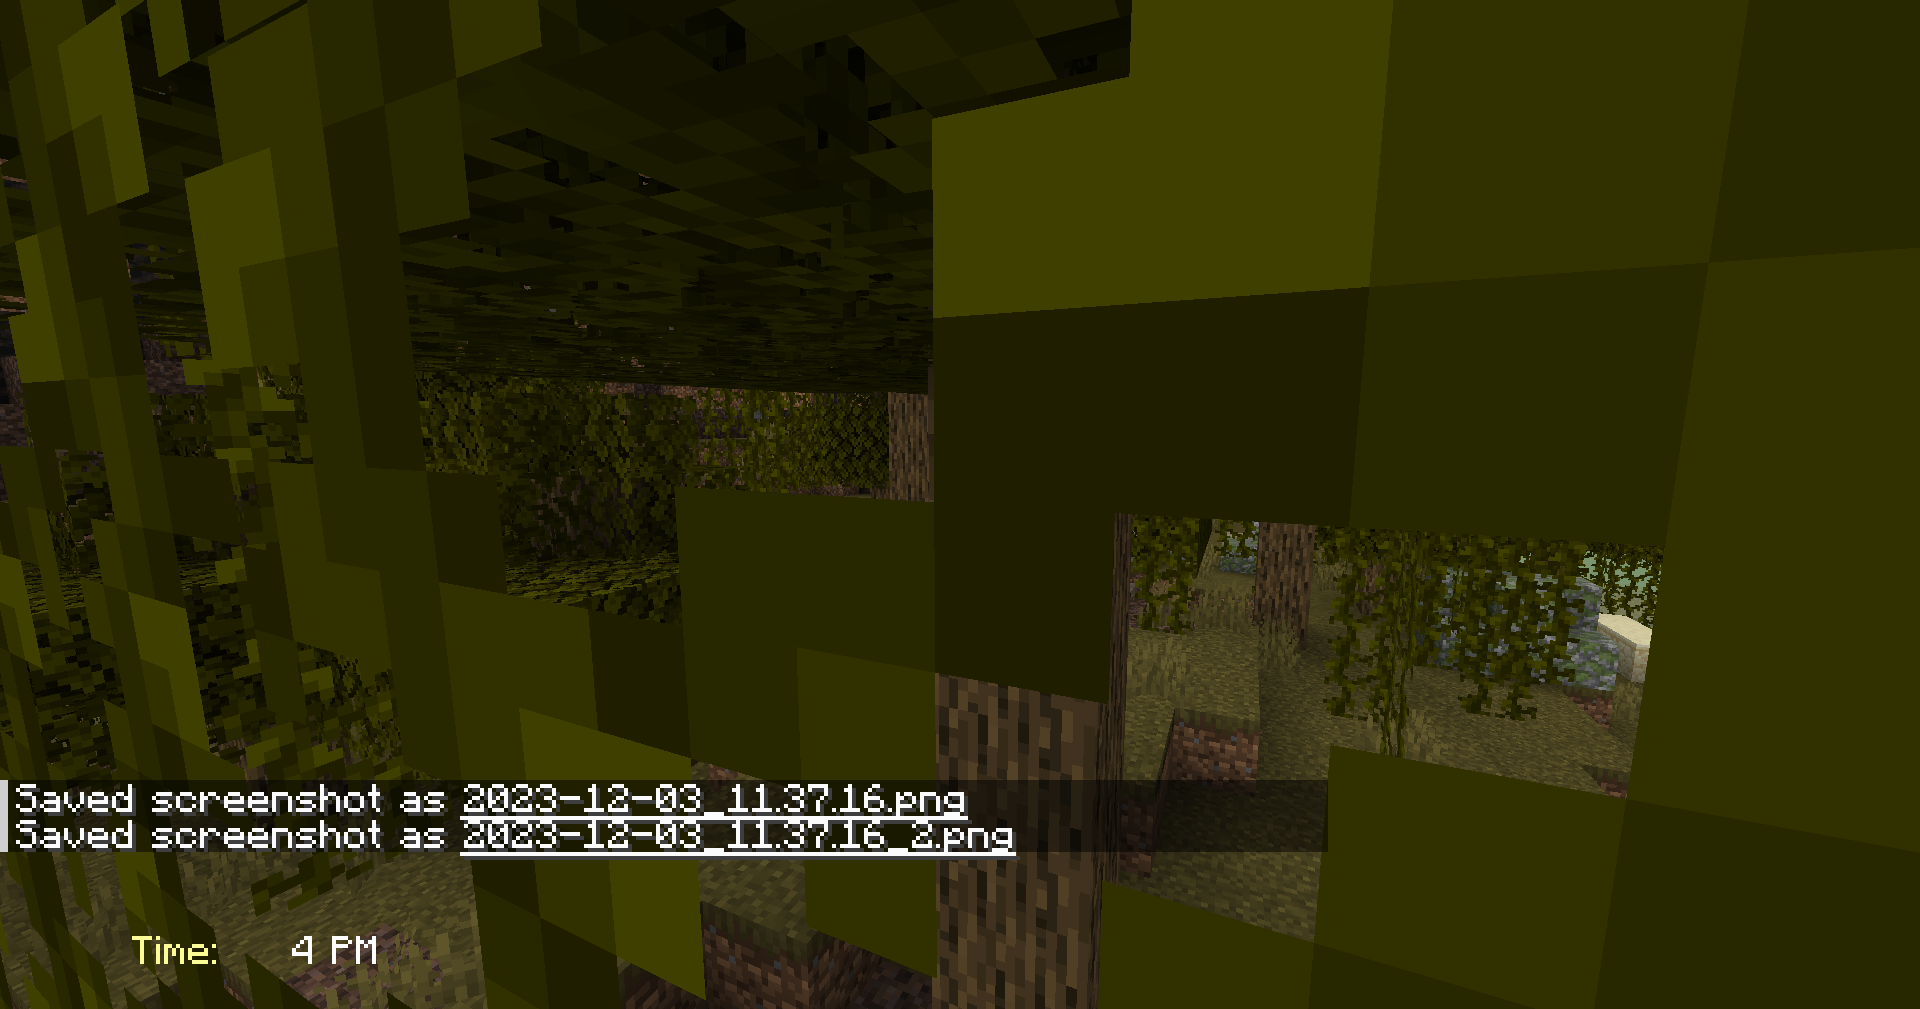 Saved screenshot as 2023-12-03_11.37.16.png
Saved screenshot as 2023-12-03_11.37.16_2.png
Time: 4 PM